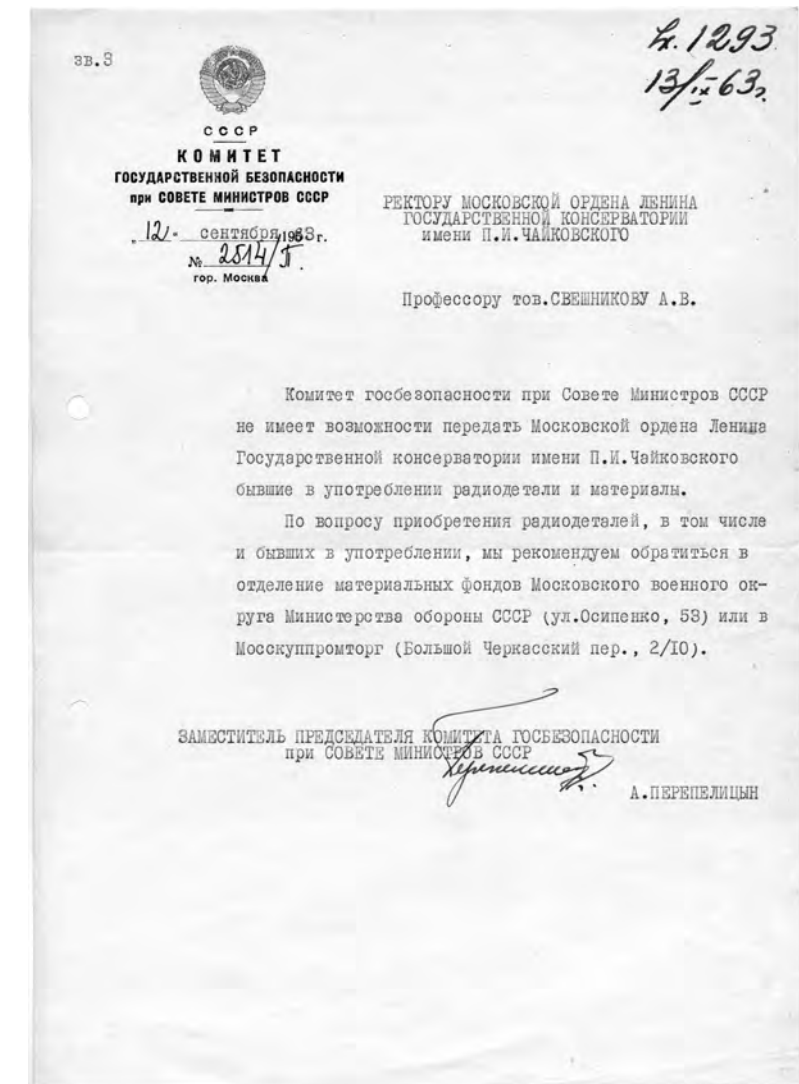 зв.3
Вх. 1293
13/IX-63г.
СССР
КОМИТЕТ
ГОСУДАРСТВЕННОЙ БЕЗОПАСНОСТИ
при СОВЕТЕ МИНИСТРОВ СССР
„12" сентября 1963 г.
№ 2514/П
гор. Москва
РЕКТОРУ МОСКОВСКОЙ ОРДЕНА ЛЕНИНА
ГОСУДАРСТВЕННОЙ КОНСЕРВАТОРИИ
имени П.И.ЧАЙКОВСКОГО
Профессору тов.СВЕШНИКОВУ А.В.
Комитет госбезопасности при Совете Министров СССР
не имеет возможности передать Московской ордена Ленина
Государственной консерватории имени П.И.Чайковского
бывшие в употреблении радиодетали и материалы.
По вопросу приобретения радиодеталей, в том числе
и бывших в употреблении, мы рекомендуем обратиться в
отделение материальных фондов Московского военного ок-
руга Министерства обороны СССР (ул.Осипенко, 53) или в
Мосскуппромторг (Большой Черкасский пер., 2/I0).
ЗАМЕСТИТЕЛЬ ПРЕДСЕДАТЕЛЯ КОМИТЕТА ГОСБЕЗОПАСНОСТИ
при СОВЕТЕ МИНИСТРОВ СССР
А.ПЕРЕПЕЛИЦЫН